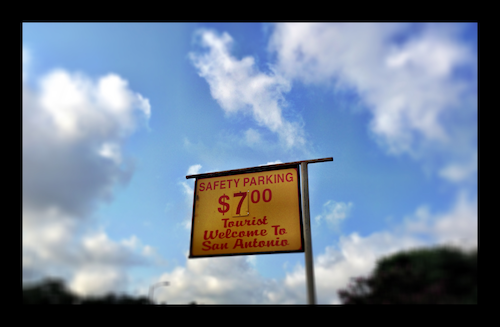 SAFETY PARKING
$7.00
Tourist
Welcome To
San Antonio